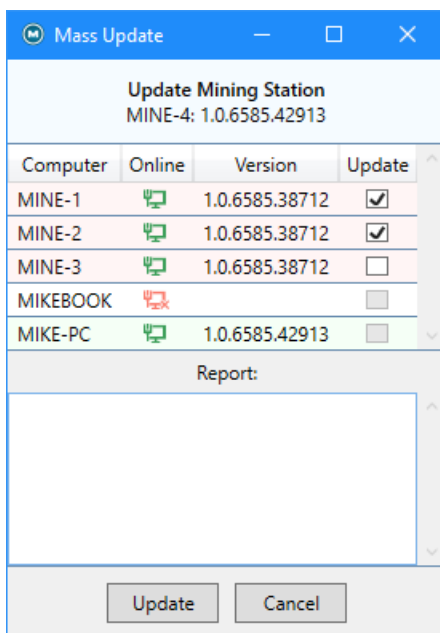 Mass Update
Update Mining Station
MINE-4: 1.0.6585.42913
Computer Online Version Update
MINE-1 1.0.6585.38712
MINE-2 1.0.6585.38712
MINE-3 1.0.6585.38712
MIKEBOOK
MIKE-PC 1.0.6585.42913
Report:
Update Cancel